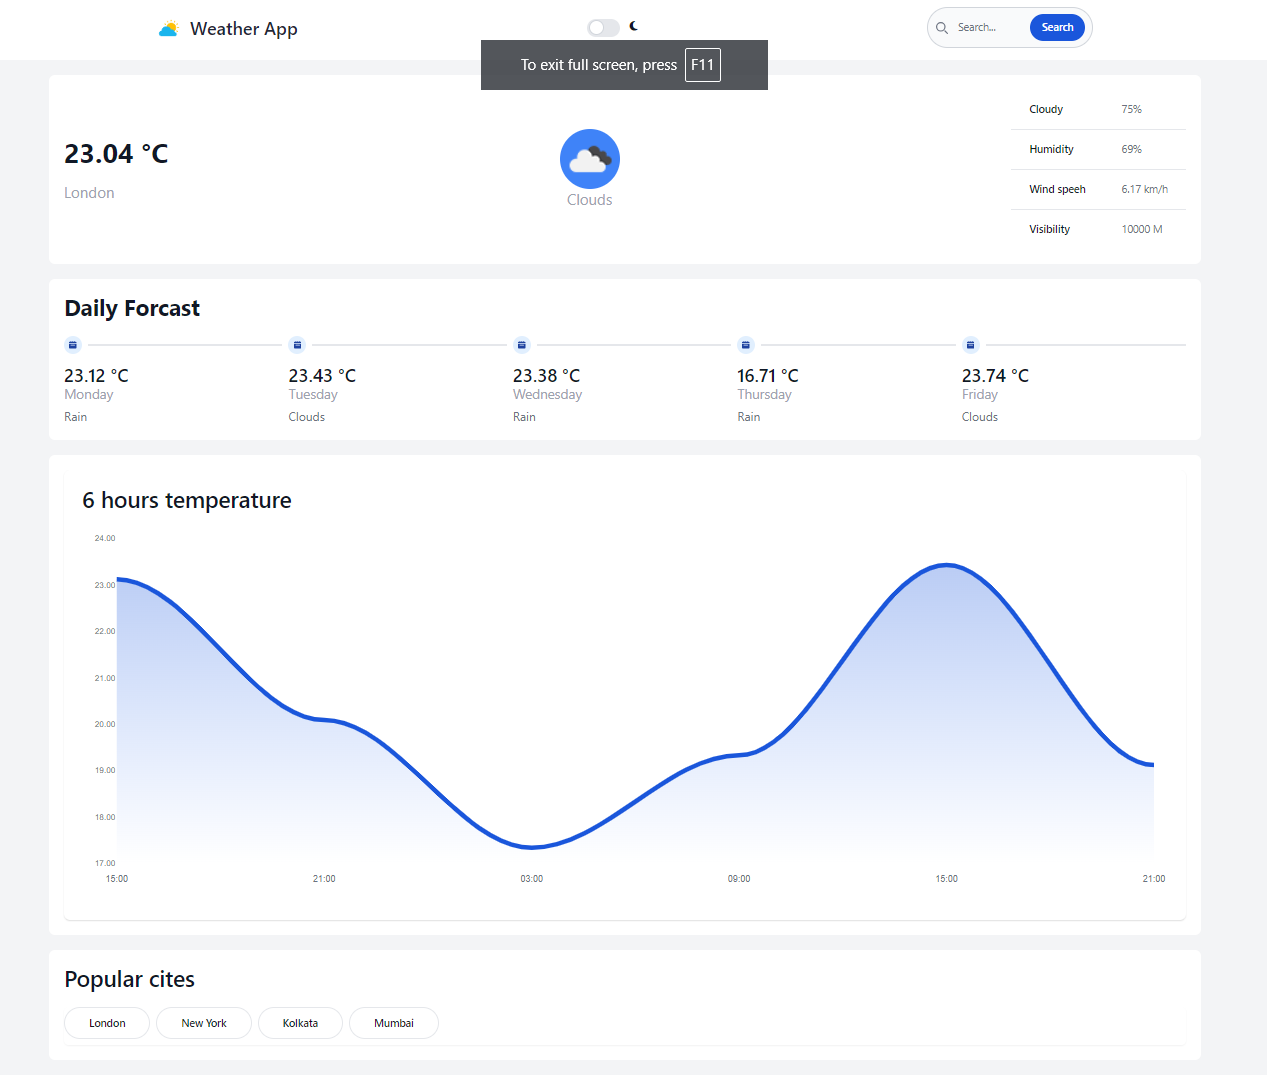 Weather App
Search...
Search
To exit full screen, press F11
23.04 °C
London
Clouds
Cloudy 75%
Humidity 69%
Wind speeh 6.17 km/h
Visibility 10000 M
Daily Forcast
23.12 °C
Monday
Rain
23.43 °C
Tuesday
Clouds
23.38 °C
Wednesday
Rain
16.71 °C
Thursday
Rain
23.74 °C
Friday
Clouds
6 hours temperature
24.00
23.00
22.00
21.00
20.00
19.00
18.00
17.00
15:00 21:00 03:00 09:00 15:00 21:00
Popular cites
London New York Kolkata Mumbai